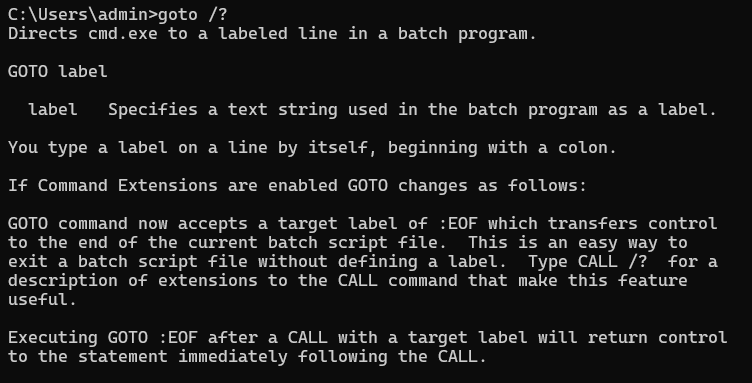 C:\Users\admin>goto /?
Directs cmd.exe to a labeled line in a batch program.
GOTO label
label   Specifies a text string used in the batch program as a label.
You type a label on a line by itself, beginning with a colon.
If Command Extensions are enabled GOTO changes as follows:
GOTO command now accepts a target label of :EOF which transfers control
to the end of the current batch script file.  This is an easy way to
exit a batch script file without defining a label.  Type CALL /?  for a
description of extensions to the CALL command that make this feature
useful.
Executing GOTO :EOF after a CALL with a target label will return control
to the statement immediately following the CALL.